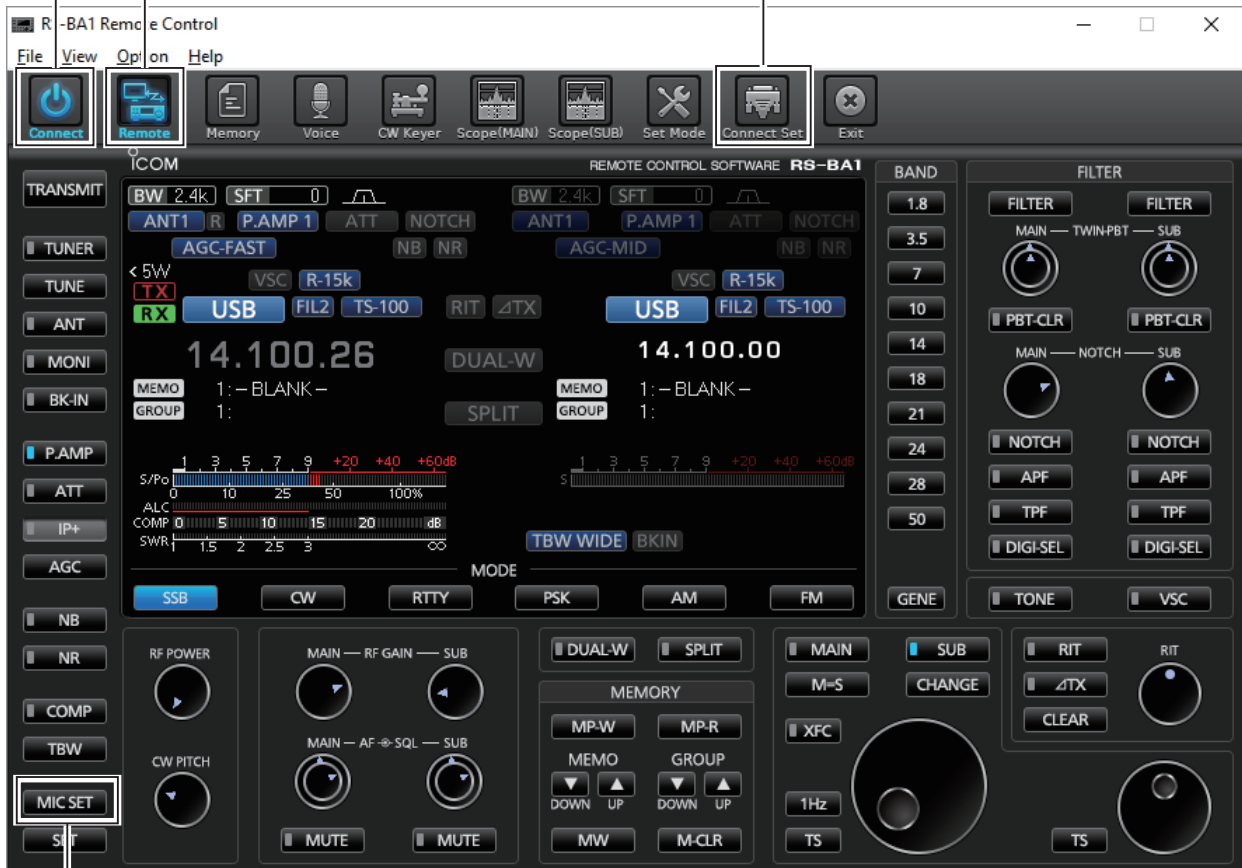 RS-BA1 Remote Control
File View Option Help
Connect Remote Memory Voice CW Keyer Scope(MAIN) Scope(SUB) Set Mode Connect Set Exit
ICOM REMOTE CONTROL SOFTWARE RS-BA1
TRANSMIT
TUNER
TUNE
ANT
MONI
BK-IN
P.AMP
ATT
IP+
AGC
NB
NR
COMP
TBW
MIC SET
SET
BW 2.4k SFT 0 BW 2.4k SFT 0
ANT1 R P.AMP 1 ATT NOTCH ANT1 P.AMP 1 ATT NOTCH
AGC-FAST NB NR AGC-MID NB NR
< 5W VSC R-15k VSC R-15k
TX
RX USB FIL2 TS-100 RIT ⊿TX USB FIL2 TS-100
14.100.26 DUAL-W 14.100.00
MEMO 1: – BLANK – MEMO 1: – BLANK –
GROUP 1: SPLIT GROUP 1:
1 3 5 7 9 +20 +40 +60dB 1 3 5 7 9 +20 +40 +60dB
S/Po S
0 10 25 50 100%
ALC
COMP 0 5 10 15 20 dB
SWR 1 1.5 2 2.5 3 ∞ TBW WIDE BKIN
MODE
SSB CW RTTY PSK AM FM
BAND
1.8
3.5
7
10
14
18
21
24
28
50
GENE
FILTER
FILTER FILTER
MAIN — TWIN-PBT — SUB
PBT-CLR PBT-CLR
MAIN — NOTCH — SUB
NOTCH NOTCH
APF APF
TPF TPF
DIGI-SEL DIGI-SEL
TONE VSC
RF POWER
CW PITCH
MAIN — RF GAIN — SUB
MAIN — AF SQL — SUB
MUTE MUTE
DUAL-W SPLIT
MEMORY
MP-W MP-R
MEMO GROUP
▼ ▲ ▼ ▲
DOWN UP DOWN UP
MW M-CLR
MAIN SUB
M=S CHANGE
XFC
1Hz
TS
RIT RIT
⊿TX
CLEAR
TS